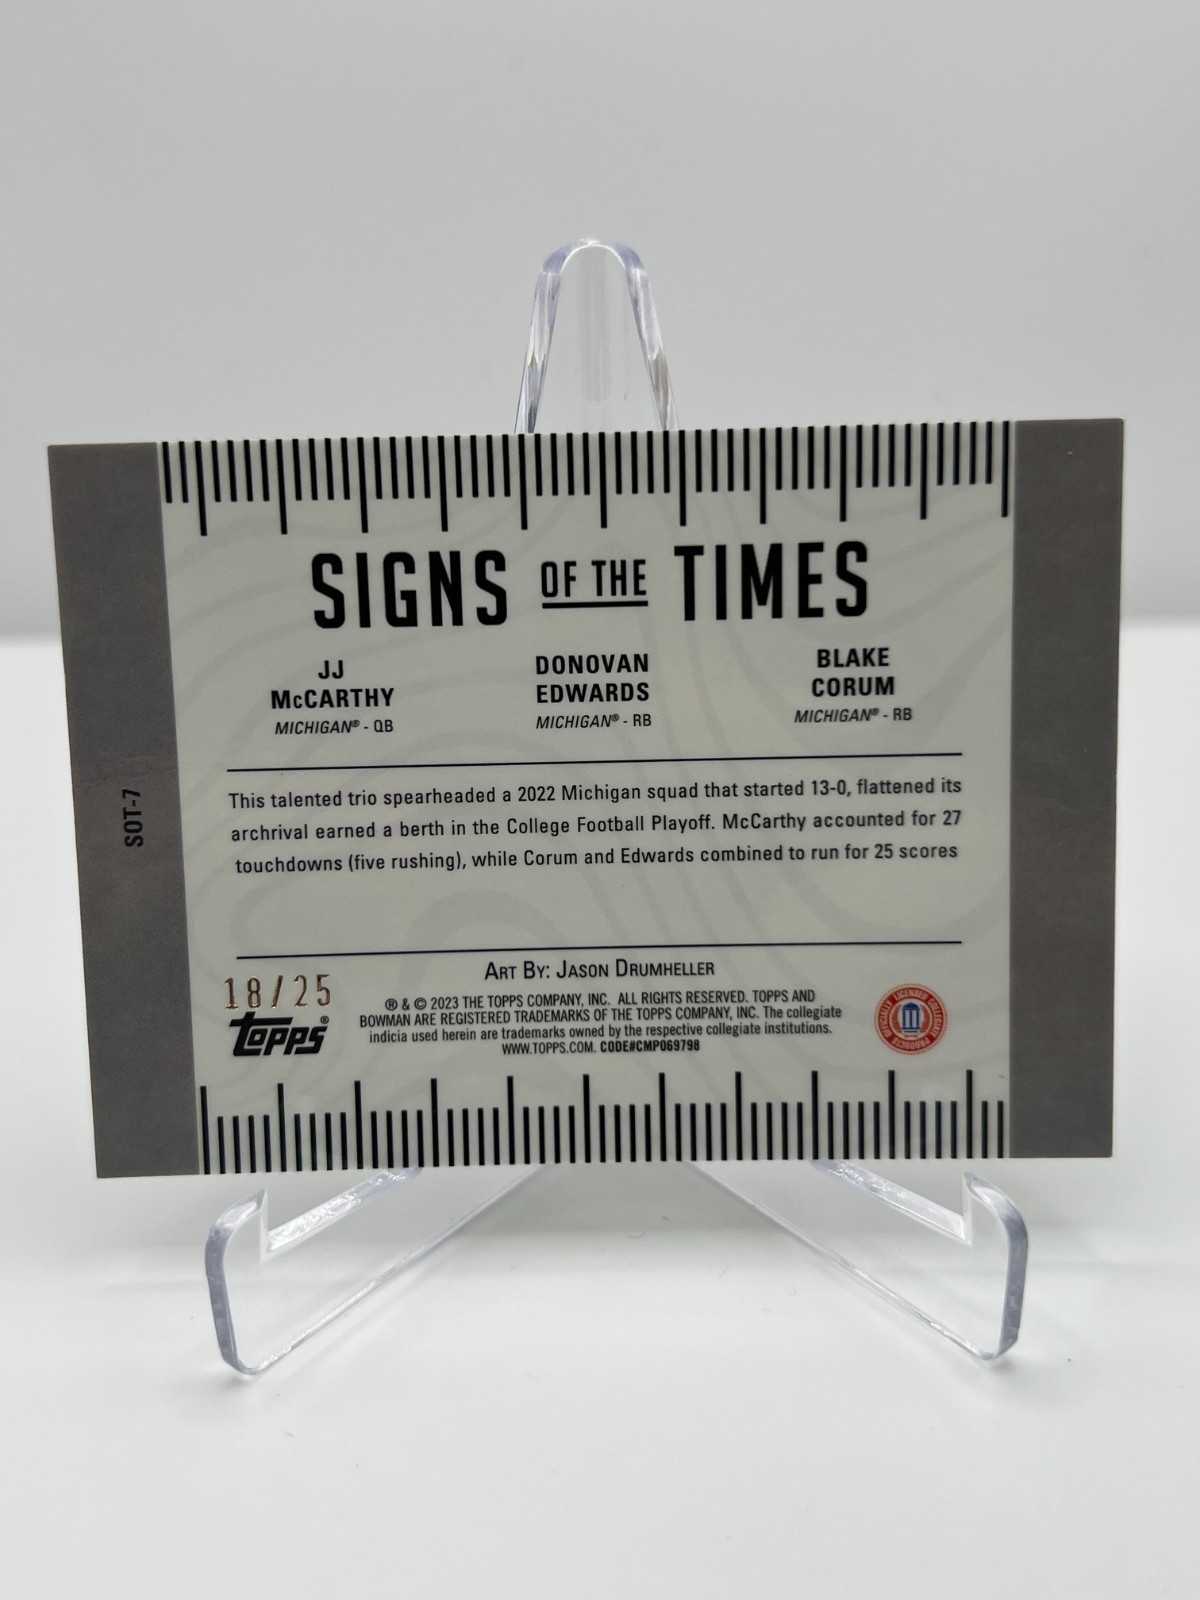 SIGNS OF THE TIMES
JJ
McCARTHY
MICHIGAN® - QB
DONOVAN
EDWARDS
MICHIGAN® - RB
BLAKE
CORUM
MICHIGAN® - RB
SOT-7
This talented trio spearheaded a 2022 Michigan squad that started 13-0, flattened its
archrival earned a berth in the College Football Playoff. McCarthy accounted for 27
touchdowns (five rushing), while Corum and Edwards combined to run for 25 scores
ART BY: JASON DRUMHELLER
18/25
topps®
® & © 2023 THE TOPPS COMPANY, INC. ALL RIGHTS RESERVED. TOPPS AND
BOWMAN ARE REGISTERED TRADEMARKS OF THE TOPPS COMPANY, INC. The collegiate
indicia used herein are trademarks owned by the respective collegiate institutions.
WWW.TOPPS.COM. CODE#CMP069798
OFFICIALLY LICENSED COLLEGIATE PRODUCTS